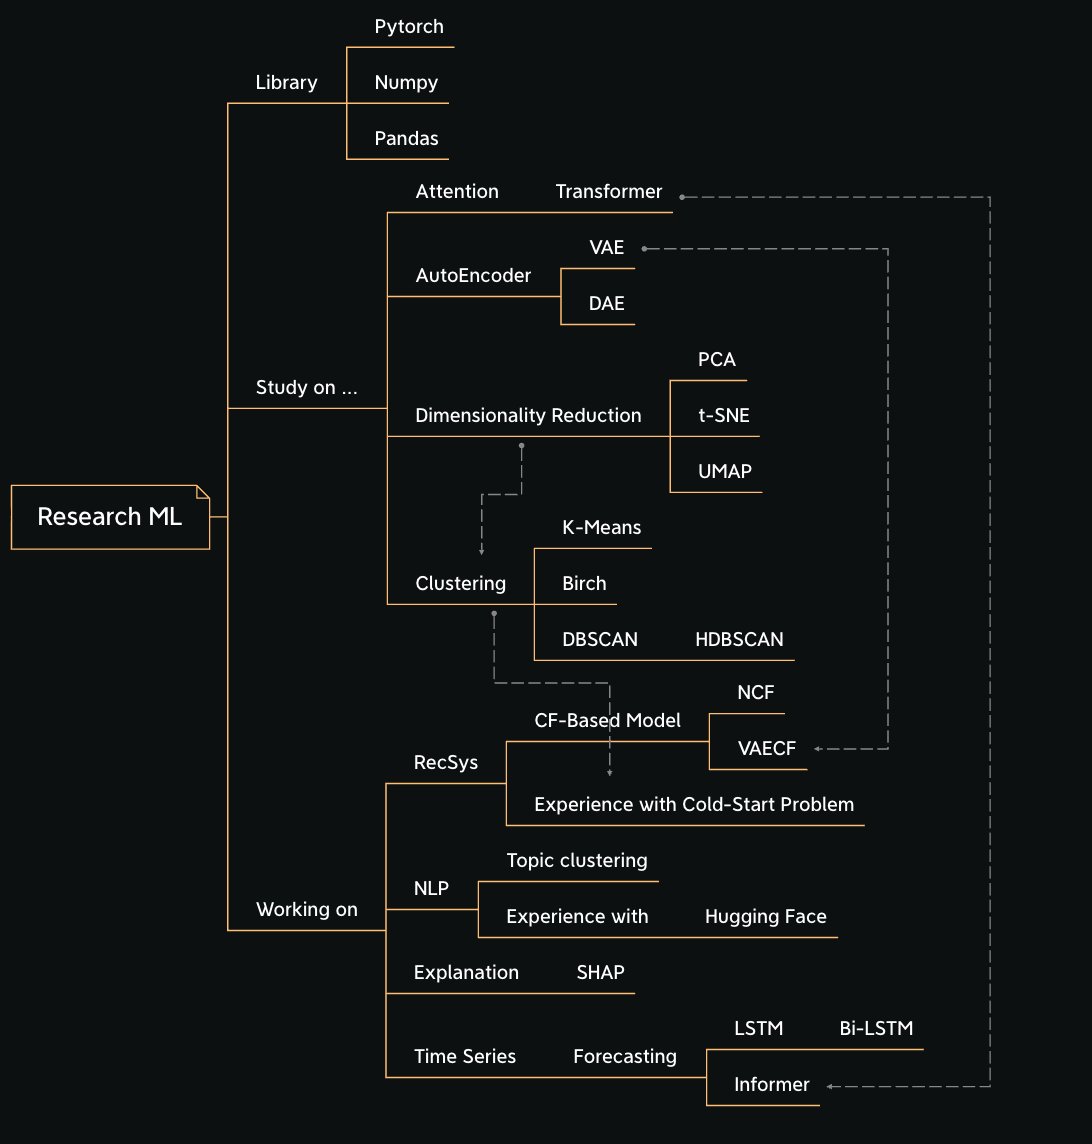 Research ML
Library
Pytorch
Numpy
Pandas
Study on ...
Attention
Transformer
AutoEncoder
VAE
DAE
Dimensionality Reduction
PCA
t-SNE
UMAP
Clustering
K-Means
Birch
DBSCAN
HDBSCAN
Working on
RecSys
CF-Based Model
NCF
VAECF
Experience with Cold-Start Problem
NLP
Topic clustering
Experience with
Hugging Face
Explanation
SHAP
Time Series
Forecasting
LSTM
Bi-LSTM
Informer